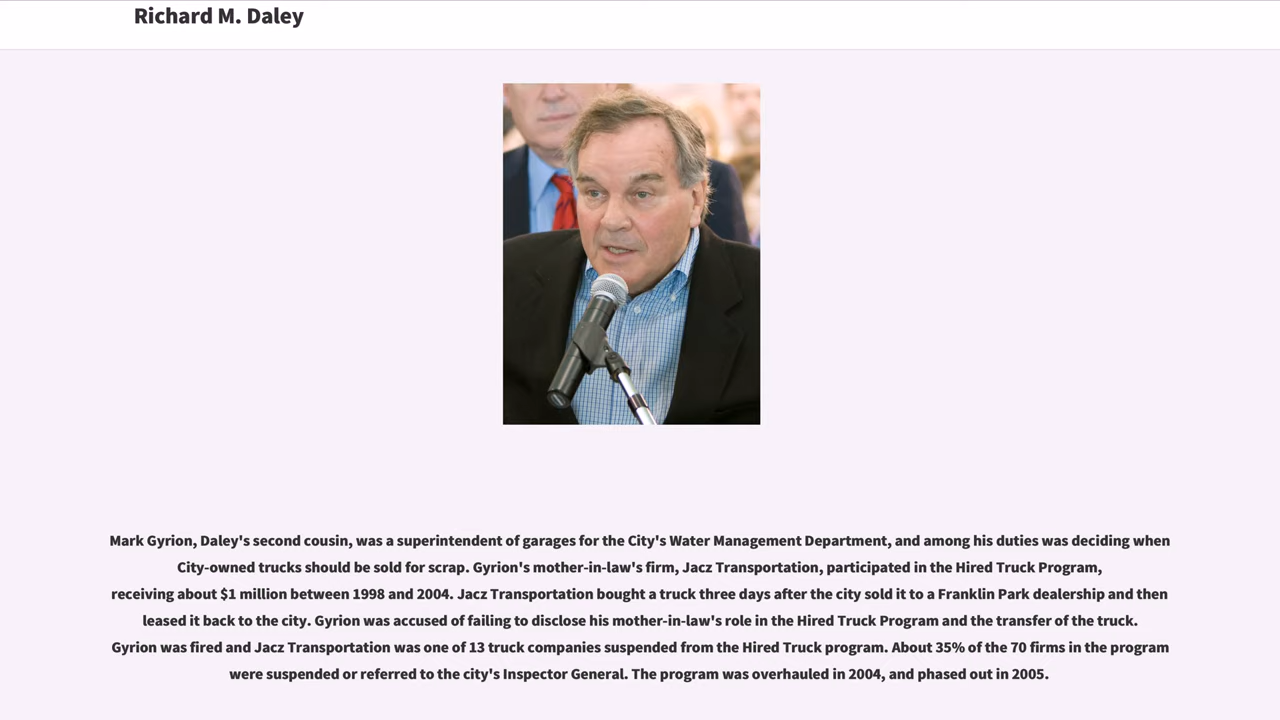 Richard M. Daley
Mark Gyrion, Daley's second cousin, was a superintendent of garages for the City's Water Management Department, and among his duties was deciding when
City-owned trucks should be sold for scrap. Gyrion's mother-in-law's firm, Jacz Transportation, participated in the Hired Truck Program,
receiving about $1 million between 1998 and 2004. Jacz Transportation bought a truck three days after the city sold it to a Franklin Park dealership and then
leased it back to the city. Gyrion was accused of failing to disclose his mother-in-law's role in the Hired Truck Program and the transfer of the truck.
Gyrion was fired and Jacz Transportation was one of 13 truck companies suspended from the Hired Truck program. About 35% of the 70 firms in the program
were suspended or referred to the city's Inspector General. The program was overhauled in 2004, and phased out in 2005.